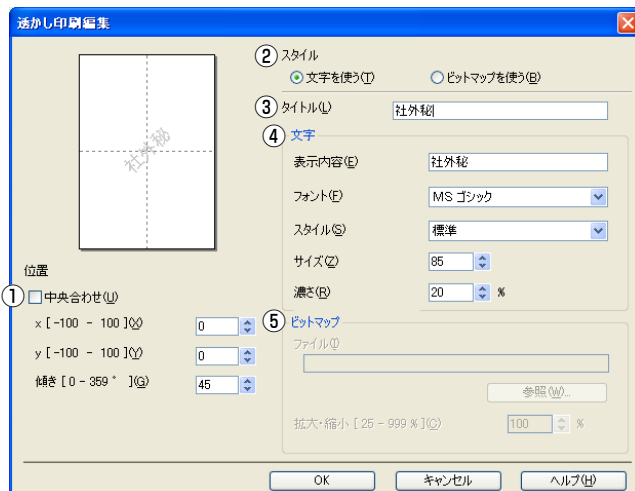 透かし印刷編集
社外秘
位置
① 中央合わせ(U)
x [-100 - 100 ](X) 0
y [-100 - 100 ](Y) 0
傾き [ 0 - 359 ° ](G) 45
② スタイル
文字を使う(T) ビットマップを使う(B)
③ タイトル(L) 社外秘
④ 文字
表示内容(E) 社外秘
フォント(F) MS ゴシック
スタイル(S) 標準
サイズ(Z) 85
濃さ(R) 20 %
⑤ ビットマップ
ファイル(I)
参照(W)...
拡大・縮小 [ 25 - 999 % ](C) 100 %
OK キャンセル ヘルプ(H)